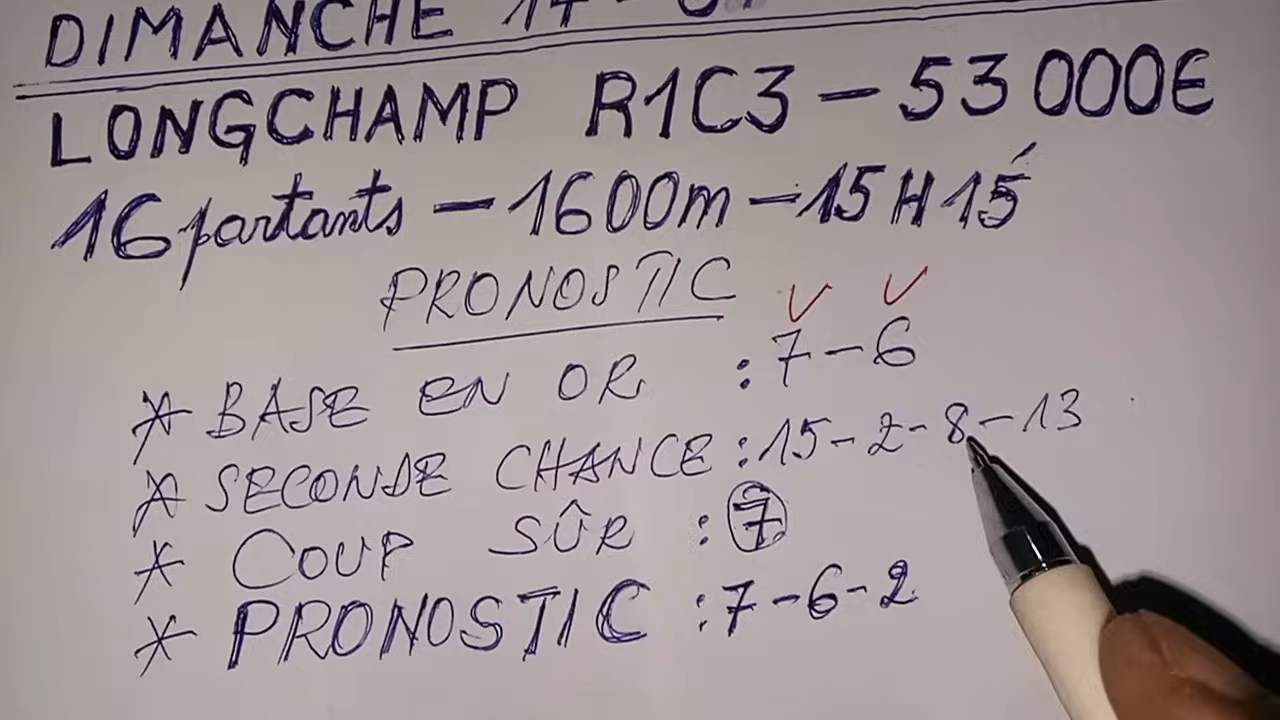 DIMANCHE 14 -
LONGCHAMP R1C3 - 53 000€
16 partants - 1600m - 15H15
PRONOSTIC
* BASE EN OR : 7 - 6
* SECONDE CHANCE : 15 - 2 - 8 - 13
* COUP SÛR : 7
* PRONOSTIC : 7 - 6 - 2